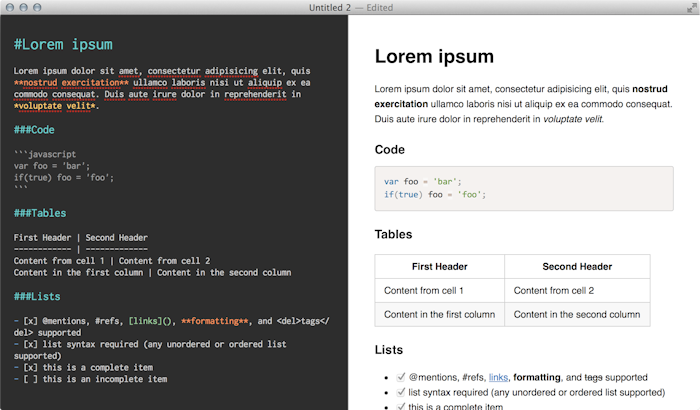 Untitled 2 — Edited
#Lorem ipsum
Lorem ipsum dolor sit amet, consectetur adipisicing elit, quis
**nostrud exercitation** ullamco laboris nisi ut aliquip ex ea
commodo consequat. Duis aute irure dolor in reprehenderit in
*voluptate velit*.
###Code
```javascript
var foo = 'bar';
if(true) foo = 'foo';
```
###Tables
First Header | Second Header
------------ | -------------
Content from cell 1 | Content from cell 2
Content in the first column | Content in the second column
###Lists
- [x] @mentions, #refs, [links](), **formatting**, and <del>tags</
del> supported
- [x] list syntax required (any unordered or ordered list
supported)
- [x] this is a complete item
- [ ] this is an incomplete item
Lorem ipsum
Lorem ipsum dolor sit amet, consectetur adipisicing elit, quis nostrud
exercitation ullamco laboris nisi ut aliquip ex ea commodo consequat.
Duis aute irure dolor in reprehenderit in voluptate velit.
Code
var foo = 'bar';
if(true) foo = 'foo';
Tables
First Header Second Header
Content from cell 1 Content from cell 2
Content in the first column Content in the second column
Lists
@mentions, #refs, links, formatting, and tags supported
list syntax required (any unordered or ordered list supported)
this is a complete item